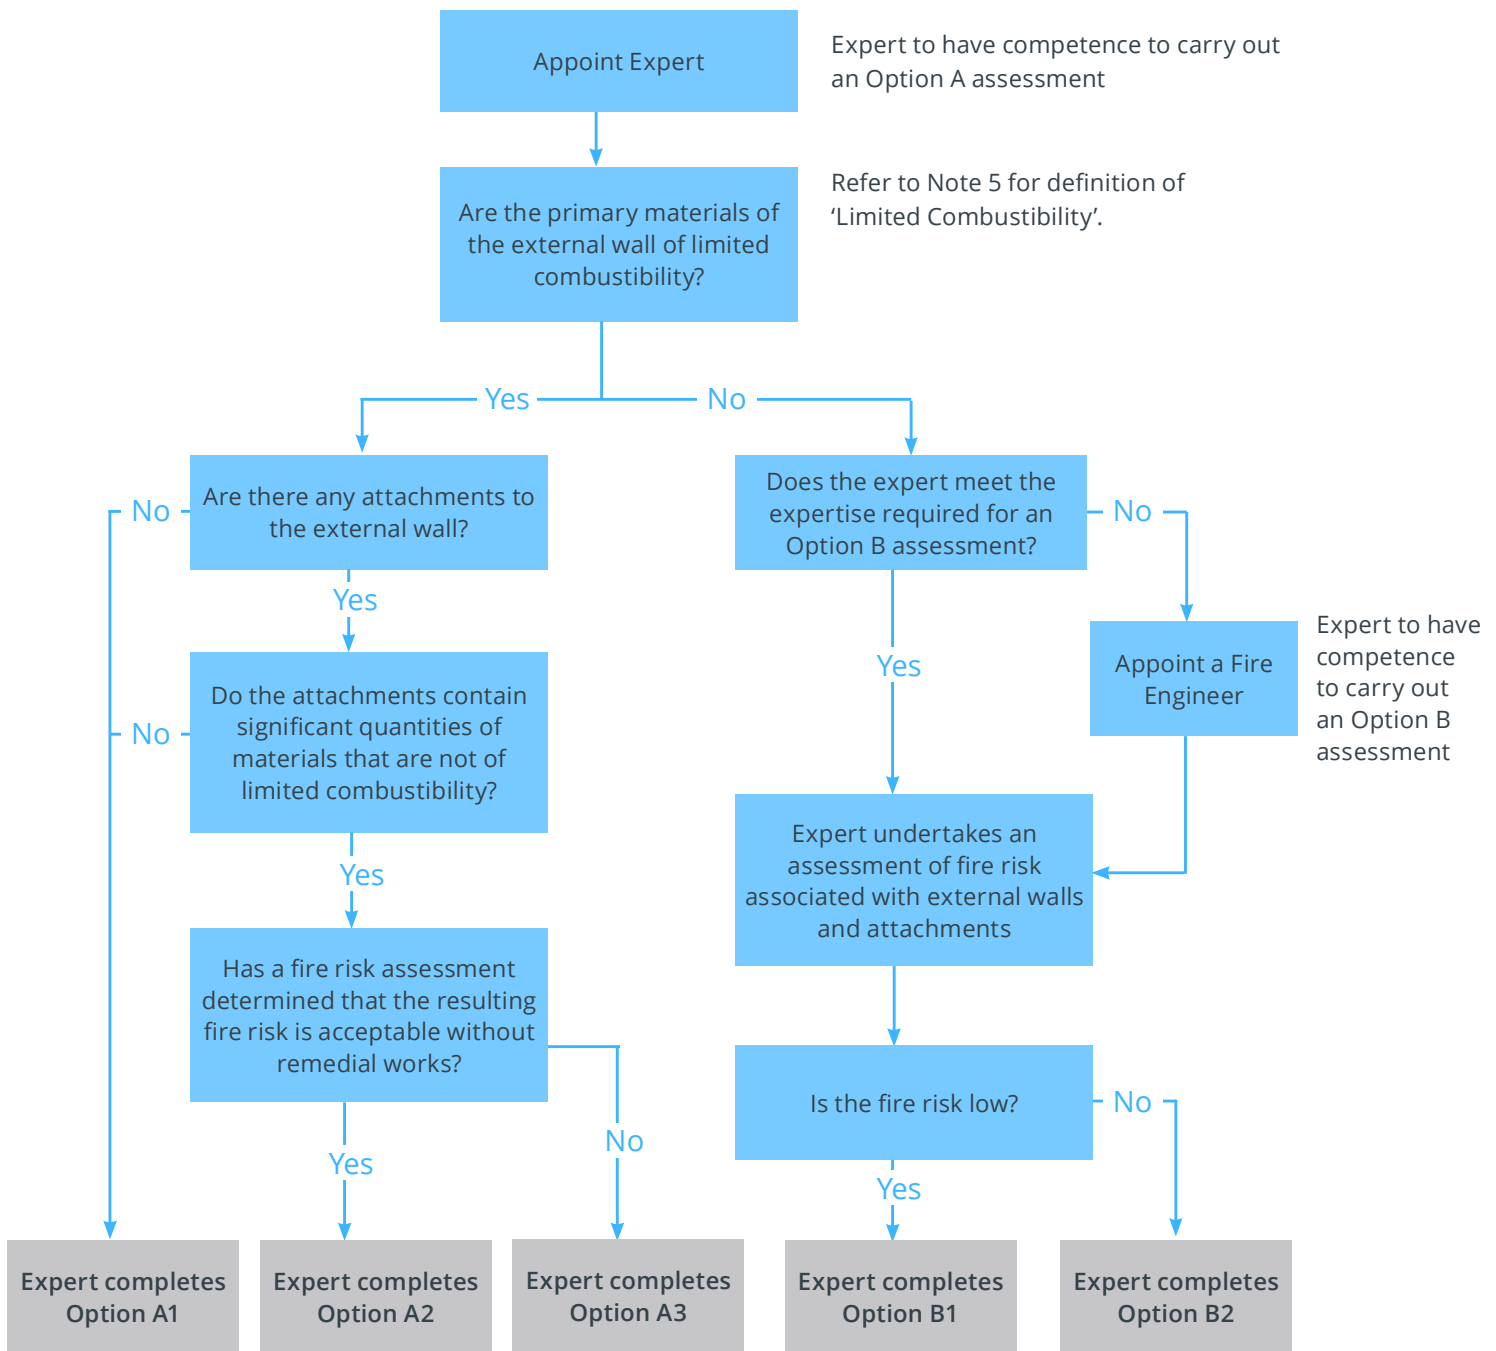 Appoint Expert
Expert to have competence to carry out
an Option A assessment
Are the primary materials of
the external wall of limited
combustibility?
Refer to Note 5 for definition of
‘Limited Combustibility’.
Yes
No
Are there any attachments to
the external wall?
No
Yes
Do the attachments contain
significant quantities of
materials that are not of
limited combustibility?
No
Yes
Has a fire risk assessment
determined that the resulting
fire risk is acceptable without
remedial works?
Yes
No
Does the expert meet the
expertise required for an
Option B assessment?
No
Yes
Appoint a Fire
Engineer
Expert to have
competence
to carry out
an Option B
assessment
Expert undertakes an
assessment of fire risk
associated with external walls
and attachments
Is the fire risk low?
No
Yes
Expert completes
Option A1
Expert completes
Option A2
Expert completes
Option A3
Expert completes
Option B1
Expert completes
Option B2